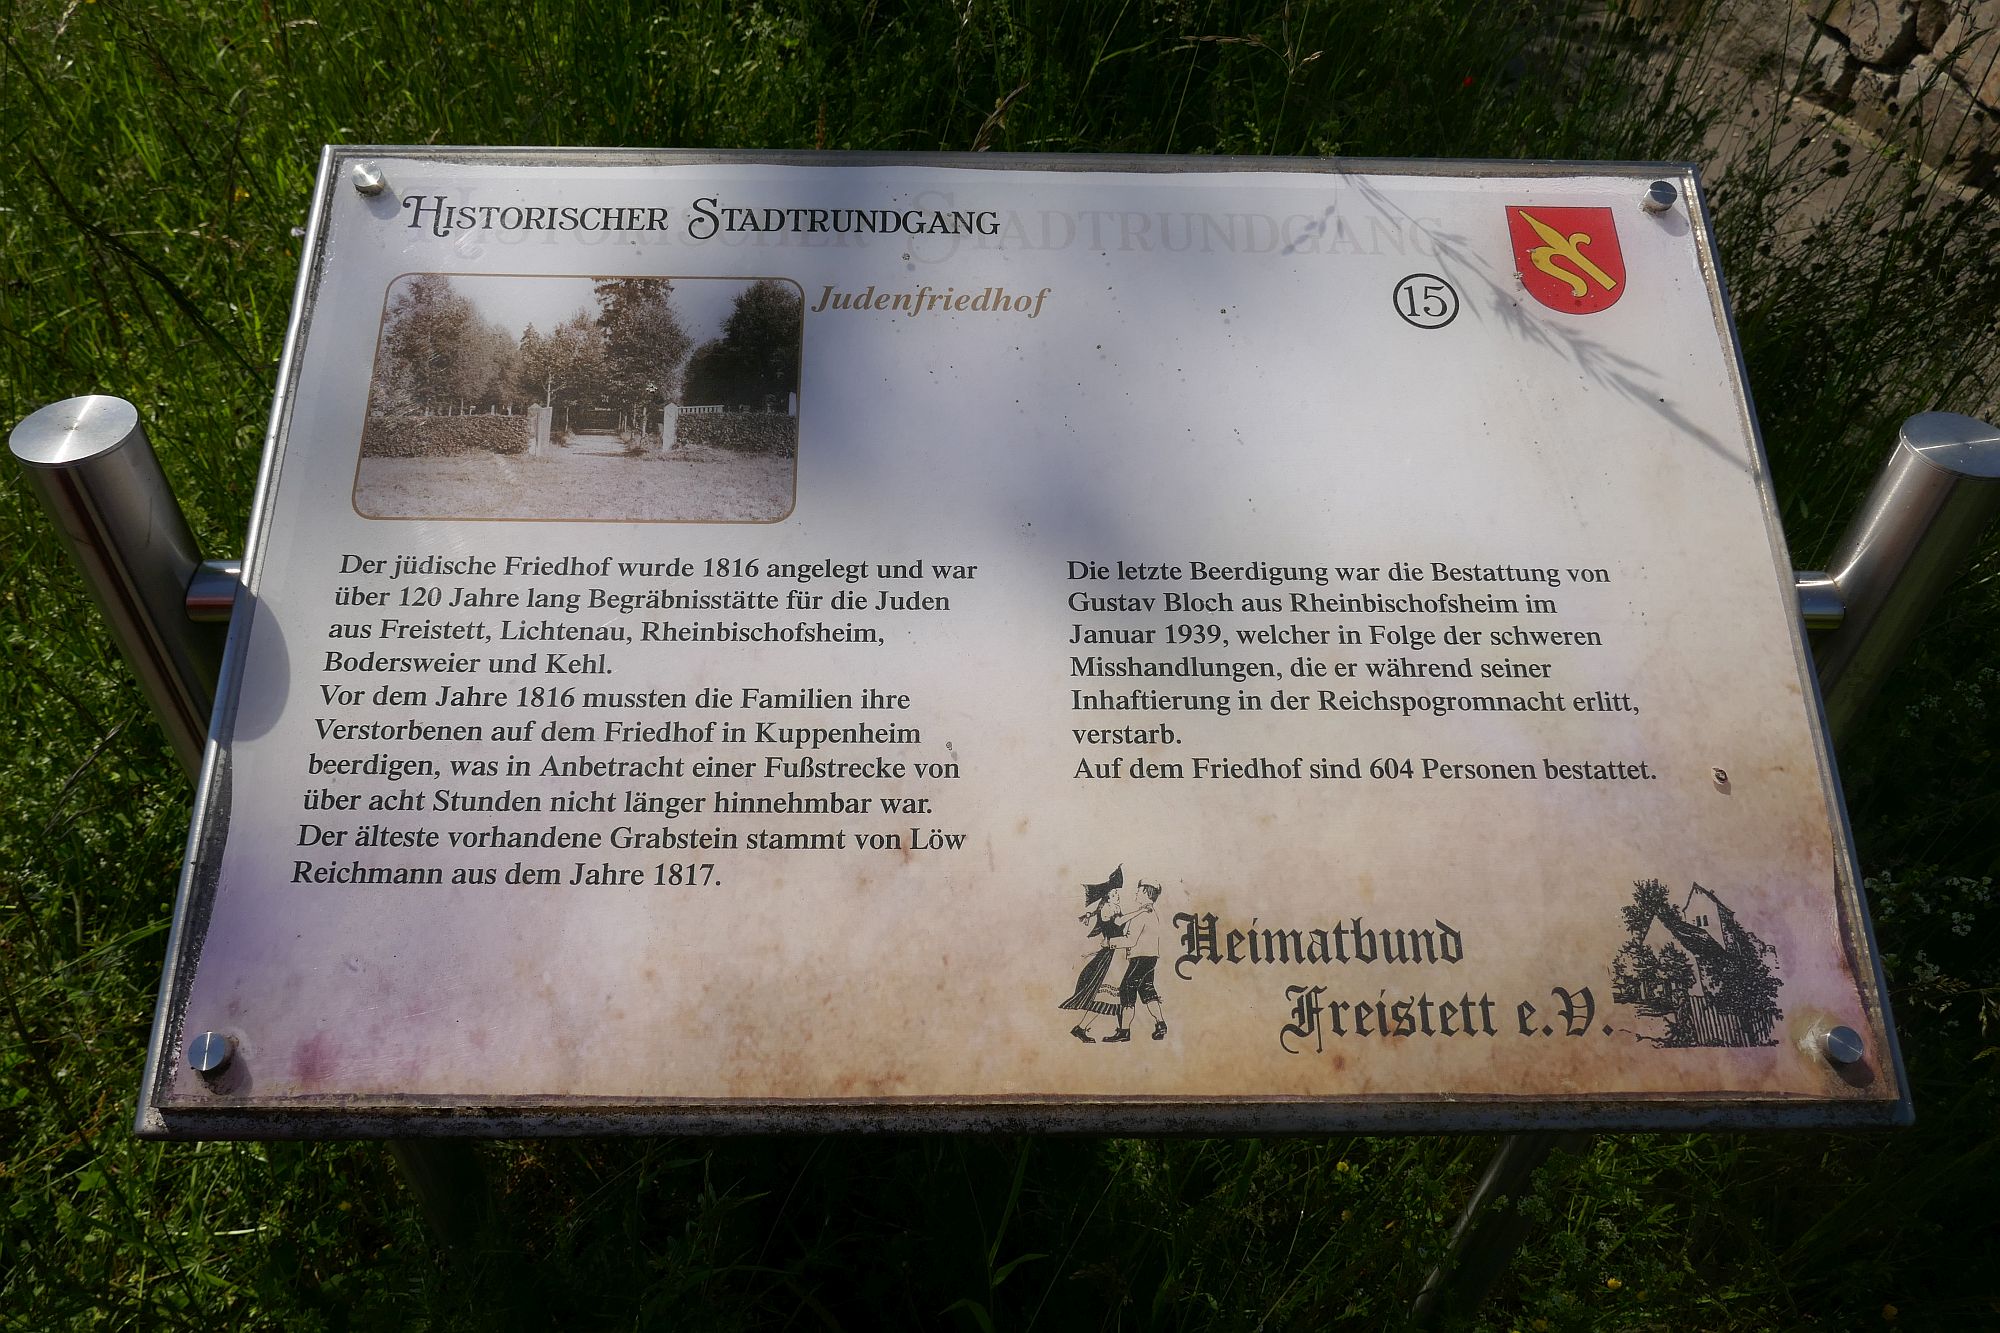 Historischer Stadtrundgang
Judenfriedhof
15
Der jüdische Friedhof wurde 1816 angelegt und war
über 120 Jahre lang Begräbnisstätte für die Juden
aus Freistett, Lichtenau, Rheinbischofsheim,
Bodersweier und Kehl.
Vor dem Jahre 1816 mussten die Familien ihre
Verstorbenen auf dem Friedhof in Kuppenheim
beerdigen, was in Anbetracht einer Fußstrecke von
über acht Stunden nicht länger hinnehmbar war.
Der älteste vorhandene Grabstein stammt von Löw
Reichmann aus dem Jahre 1817.
Die letzte Beerdigung war die Bestattung von
Gustav Bloch aus Rheinbischofsheim im
Januar 1939, welcher in Folge der schweren
Misshandlungen, die er während seiner
Inhaftierung in der Reichspogromnacht erlitt,
verstarb.
Auf dem Friedhof sind 604 Personen bestattet.
Heimatbund
Freistett e.V.